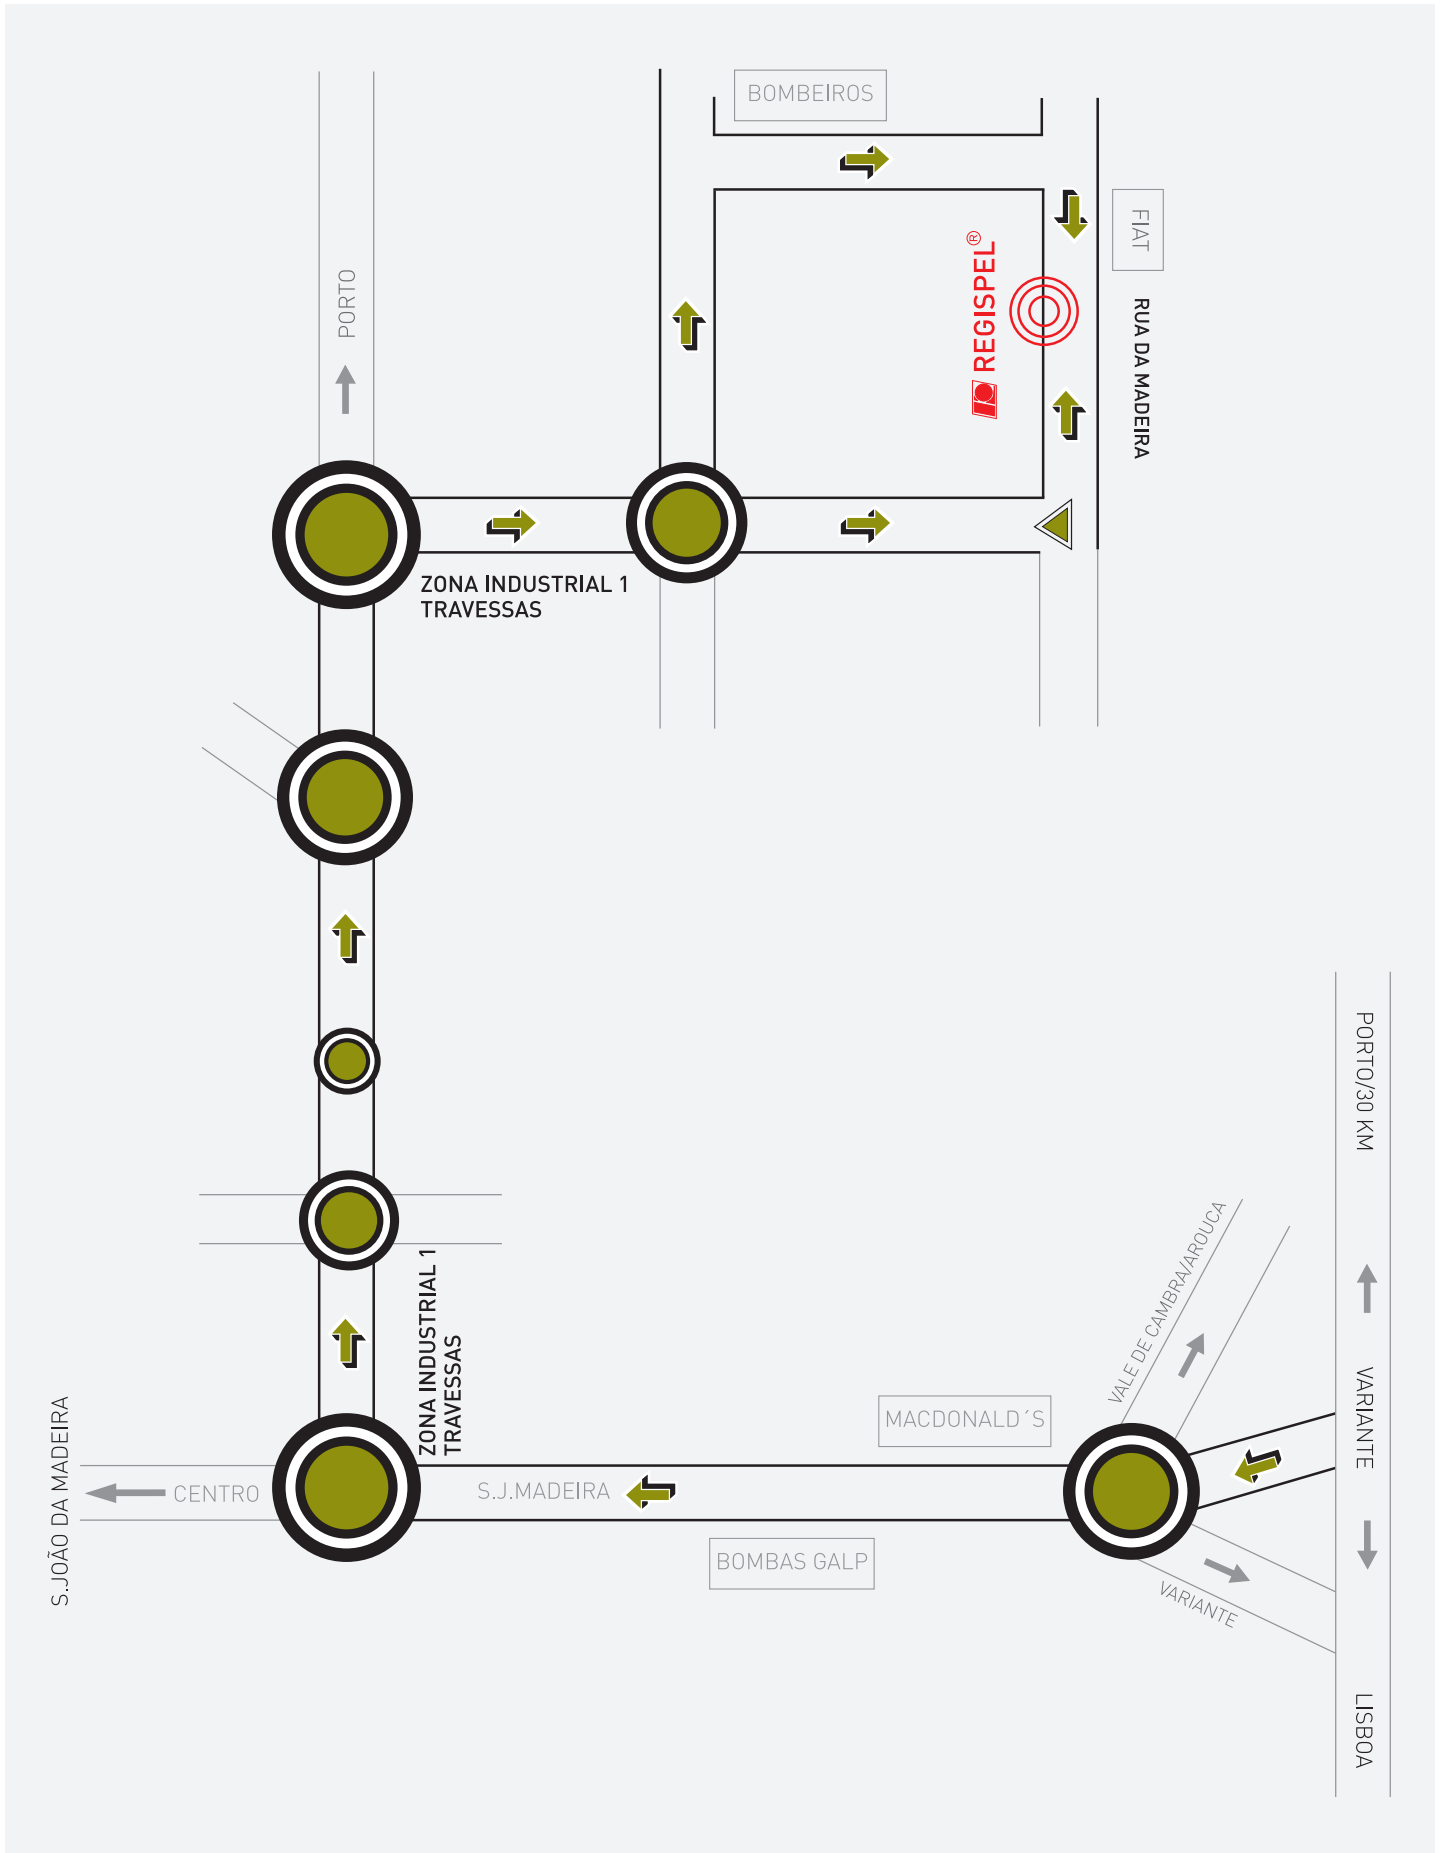 BOMBEIROS
FIAT
PORTO
REGISPEL®
RUA DA MADEIRA
ZONA INDUSTRIAL 1
TRAVESSAS
PORTO/30 KM
VALE DE CAMBRA/AROUCA
ZONA INDUSTRIAL 1
TRAVESSAS
VARIANTE
S.JOÃO DA MADEIRA
MACDONALD´S
CENTRO
S.J.MADEIRA
BOMBAS GALP
VARIANTE
LISBOA